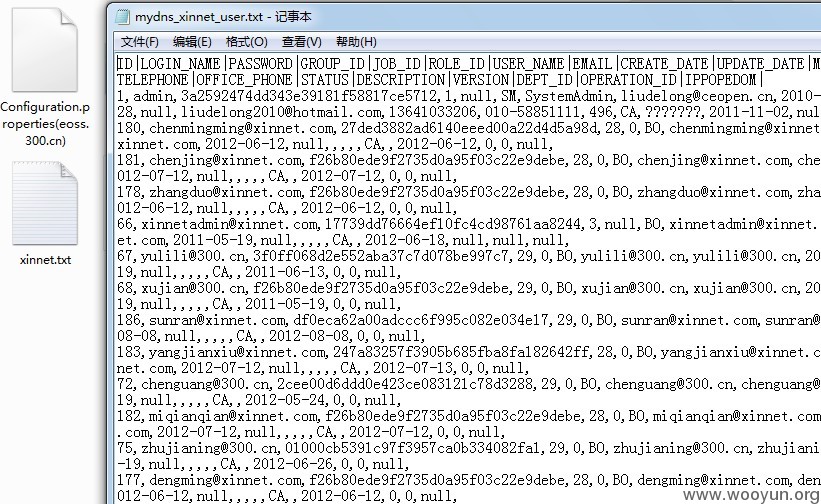 mydns_xinnet_user.txt - 记事本
文件(F) 编辑(E) 格式(O) 查看(V) 帮助(H)
Configuration.p
roperties(eoss.
300.cn)
xinnet.txt
ID|LOGIN_NAME|PASSWORD|GROUP_ID|JOB_ID|ROLE_ID|USER_NAME|EMAIL|CREATE_DATE|UPDATE_DATE|M
TELEPHONE|OFFICE_PHONE|STATUS|DESCRIPTION|VERSION|DEPT_ID|OPERATION_ID|IPPOPEDOM|
1,admin,3a2592474dd343e39181f58817ce5712,1,null,SM,SystemAdmin,liudelong@ceopen.cn,2010-
28,null,liudelong2010@hotmail.com,13641033206,010-58851111,496,CA,???????,2011-11-02,nul
180,chenmingming@xinnet.com,27ded3882ad6140eeed00a22d4d5a98d,28,0,BO,chenmingming@xinnet
xinnet.com,2012-06-12,null,,,,,CA,,2012-06-12,0,0,null,
181,chenjing@xinnet.com,f26b80ede9f2735d0a95f03c22e9debe,28,0,BO,chenjing@xinnet.com,che
012-07-12,null,,,,,CA,,2012-07-12,0,0,null,
178,zhangduo@xinnet.com,f26b80ede9f2735d0a95f03c22e9debe,28,0,BO,zhangduo@xinnet.com,zha
012-06-12,null,,,,,CA,,2012-06-12,0,0,null,
66,xinnetadmin@xinnet.com,17739dd76664ef10fc4cd98761aa8244,3,null,BO,xinnetadmin@xinnet.
et.com,2011-05-19,null,,,,,CA,,2012-06-18,null,null,null,
67,yulili@300.cn,3f0ff068d2e552aba37c7d078be997c7,29,0,BO,yulili@300.cn,yulili@300.cn,20
19,null,,,,,CA,,2011-06-13,0,0,null,
68,xujian@300.cn,f26b80ede9f2735d0a95f03c22e9debe,29,0,BO,xujian@300.cn,xujian@300.cn,20
19,null,,,,,CA,,2011-05-19,0,0,null,
186,sunran@xinnet.com,df0eca62a00adccc6f995c082e034e17,29,0,BO,sunran@xinnet.com,sunran@
08-08,null,,,,,CA,,2012-08-08,0,0,null,
183,yangjianxiu@xinnet.com,247a83257f3905b685fba8fa182642ff,28,0,BO,yangjianxiu@xinnet.c
nnet.com,2012-07-12,null,,,,,CA,,2012-07-13,0,0,null,
72,chenguang@300.cn,2cee00d6ddd0e423ce083121c78d3288,29,0,BO,chenguang@300.cn,chenguang@
19,null,,,,,CA,,2012-05-24,0,0,null,
182,miqianqian@xinnet.com,f26b80ede9f2735d0a95f03c22e9debe,28,0,BO,miqianqian@xinnet.com
.com,2012-07-12,null,,,,,CA,,2012-07-12,0,0,null,
75,zhujianing@300.cn,01000cb5391c97f3957ca0b334082fa1,29,0,BO,zhujianing@300.cn,zhujiani
-19,null,,,,,CA,,2012-06-26,0,0,null,
177,dengming@xinnet.com,f26b80ede9f2735d0a95f03c22e9debe,28,0,BO,dengming@xinnet.com,den
012-06-12,null,,,,,CA,,2012-06-12,0,0,null,
www.wooyun.org